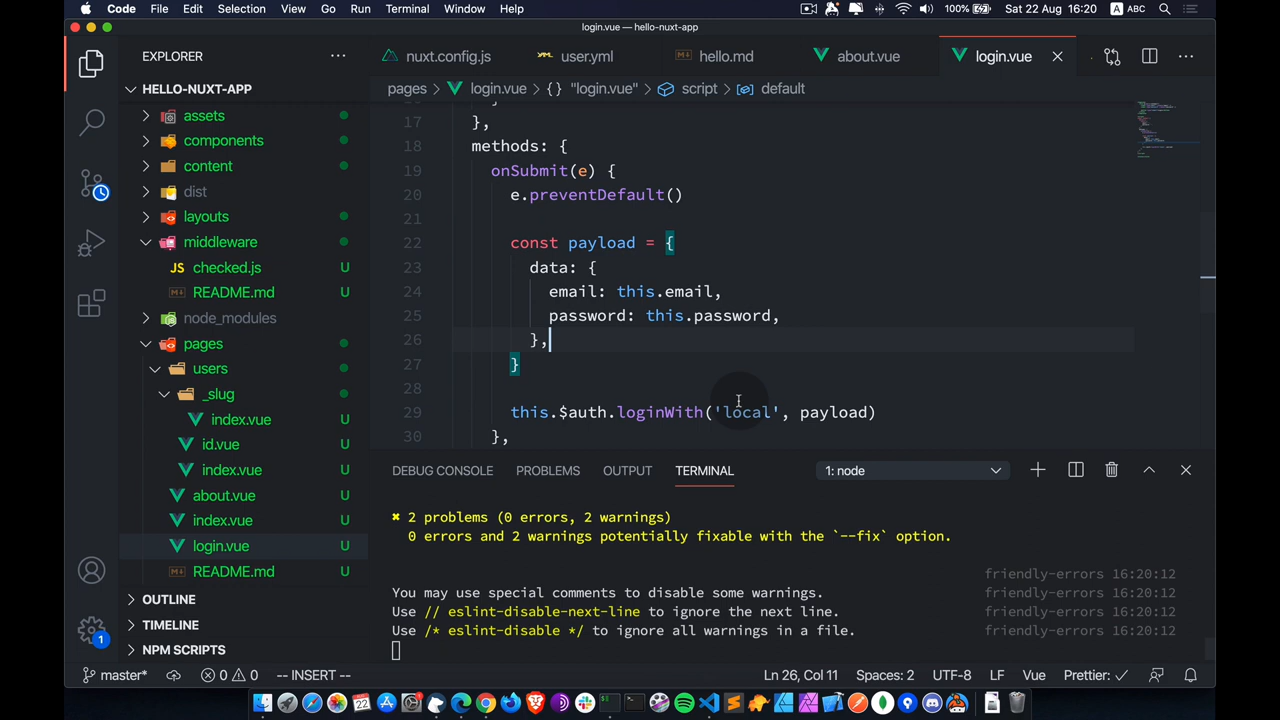 Code File Edit Selection View Go Run Terminal Window Help 100% Sat 22 Aug 16:20 A ABC
login.vue — hello-nuxt-app
EXPLORER
nuxt.config.js user.yml hello.md about.vue login.vue
HELLO-NUXT-APP
pages > login.vue > {} "login.vue" > script > default
assets
components
content
dist
layouts
middleware
checked.js U
README.md U
node_modules
pages
users
_slug
index.vue U
id.vue U
index.vue U
about.vue U
index.vue U
login.vue U
README.md U
OUTLINE
TIMELINE
NPM SCRIPTS
17 },
18 methods: {
19 onSubmit(e) {
20 e.preventDefault()
21
22 const payload = {
23 data: {
24 email: this.email,
25 password: this.password,
26 },
27 }
28
29 this.$auth.loginWith('local', payload)
30 },
DEBUG CONSOLE PROBLEMS OUTPUT TERMINAL 1: node
✖ 2 problems (0 errors, 2 warnings)
0 errors and 2 warnings potentially fixable with the `--fix` option.
friendly-errors 16:20:12
You may use special comments to disable some warnings. friendly-errors 16:20:12
Use // eslint-disable-next-line to ignore the next line. friendly-errors 16:20:12
Use /* eslint-disable */ to ignore all warnings in a file. friendly-errors 16:20:12
1
master* 0 0 -- INSERT -- Ln 26, Col 11 Spaces: 2 UTF-8 LF Vue Prettier: ✓